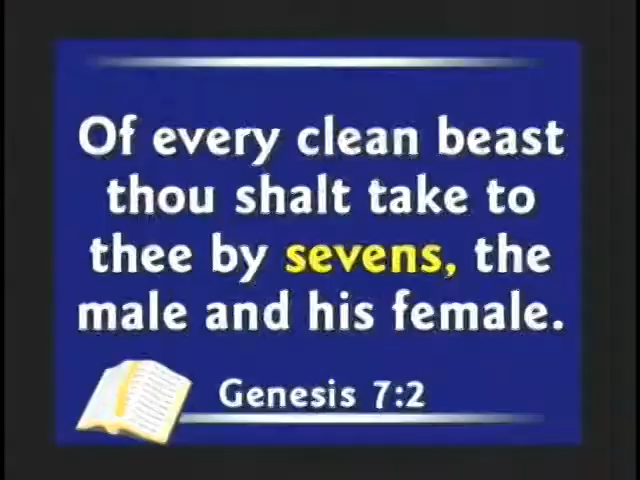 Of every clean beast
thou shalt take to
thee by sevens, the
male and his female.
Genesis 7:2